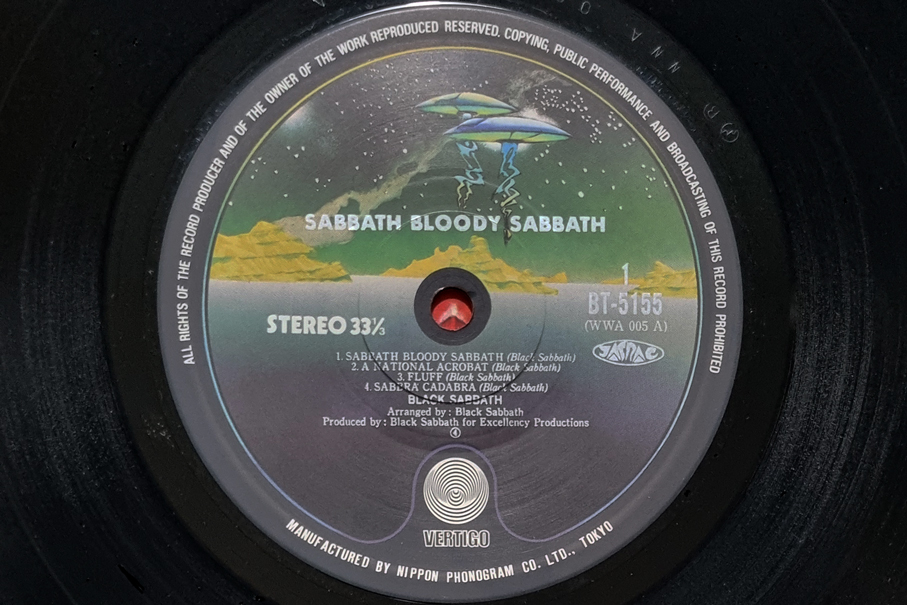 ALL RIGHTS OF THE RECORD PRODUCER AND OF THE OWNER OF THE WORK REPRODUCED RESERVED. COPYING, PUBLIC PERFORMANCE AND BROADCASTING OF THIS RECORD PROHIBITED
SABBATH BLOODY SABBATH
1
BT-5155
(WWA 005 A)
STEREO 33⅓
JASRAC
1. SABBATH BLOODY SABBATH (Black Sabbath)
2. A NATIONAL ACROBAT (Black Sabbath)
3. FLUFF (Black Sabbath)
4. SABBRA CADABRA (Black Sabbath)
BLACK SABBATH
Arranged by : Black Sabbath
Produced by : Black Sabbath for Excellency Productions
VERTIGO
MANUFACTURED BY NIPPON PHONOGRAM CO. LTD., TOKYO